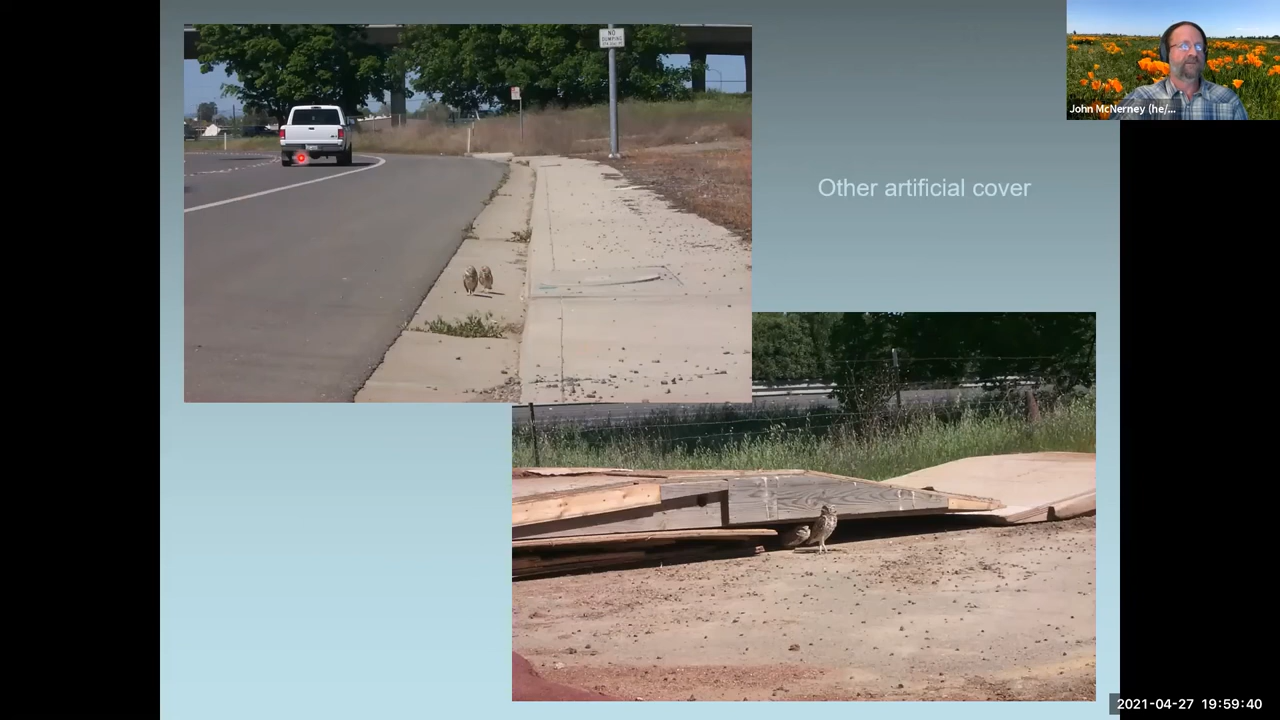 NO
DUMPING
John McNerney (he/...
Other artificial cover
2021-04-27 19:59:40